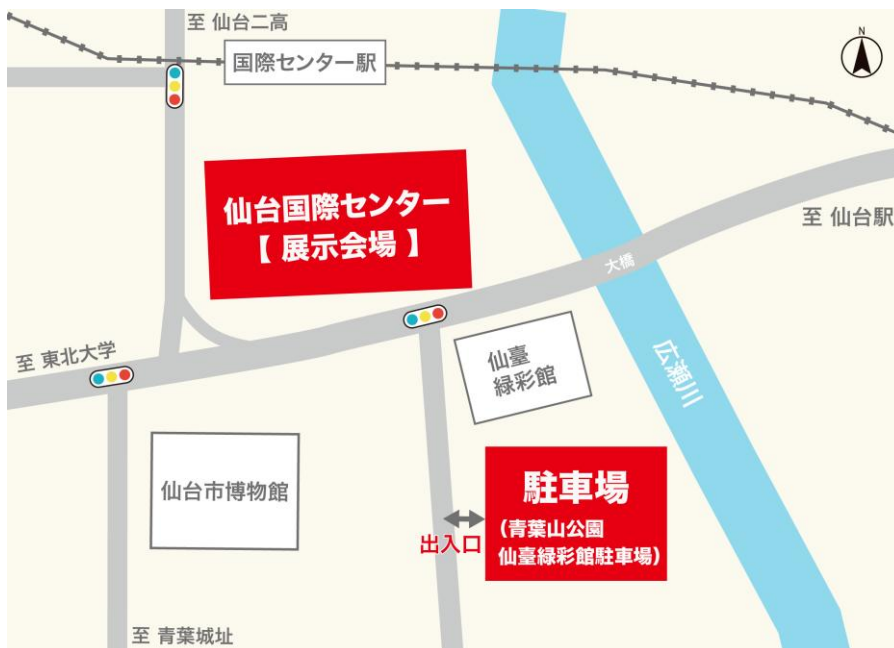 至 仙台二高
国際センター駅
N
仙台国際センター
【 展示会場 】
至 仙台駅
大橋
至 東北大学
仙臺
緑彩館
広瀬川
仙台市博物館
駐車場
(青葉山公園
仙臺緑彩館駐車場)
出入口
至 青葉城址